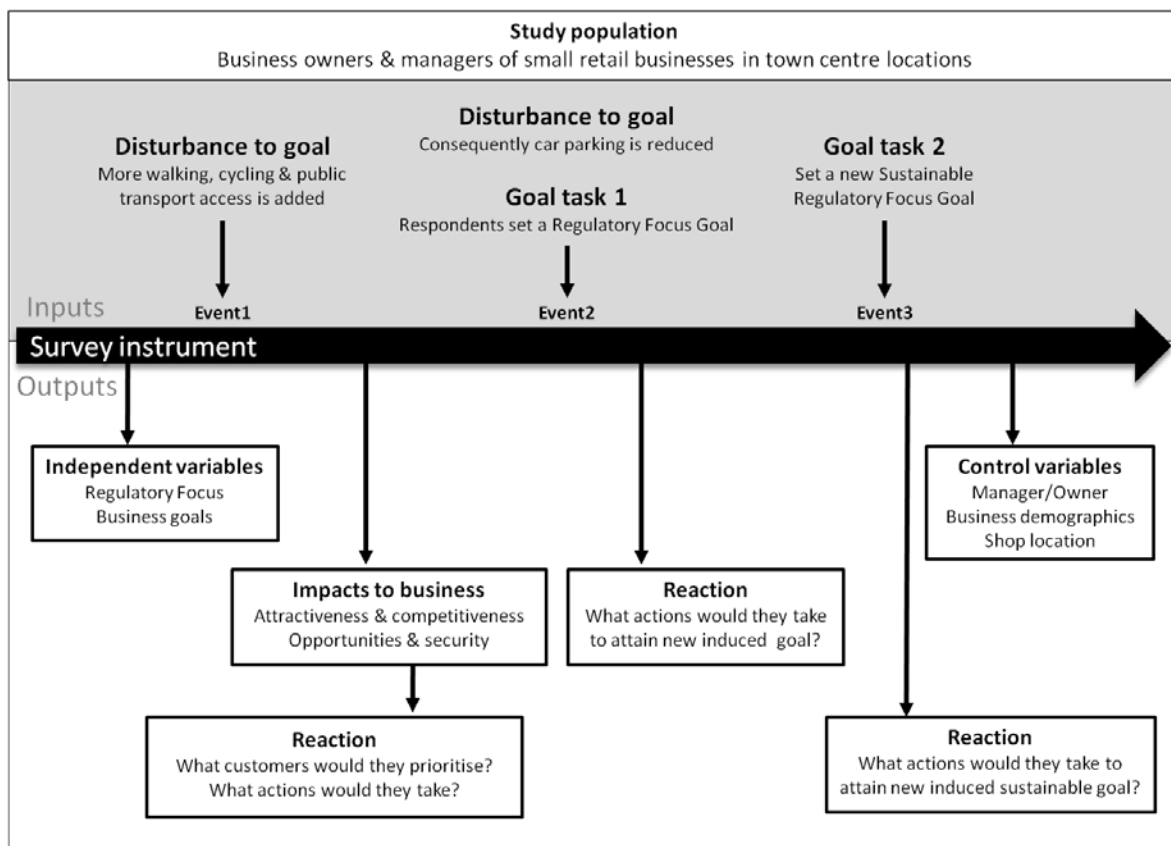 Study population
Business owners & managers of small retail businesses in town centre locations
Disturbance to goal
More walking, cycling & public
transport access is added
Disturbance to goal
Consequently car parking is reduced
Goal task 1
Respondents set a Regulatory Focus Goal
Goal task 2
Set a new Sustainable
Regulatory Focus Goal
Inputs
Event1
Event2
Event3
Survey instrument
Outputs
Independent variables
Regulatory Focus
Business goals
Control variables
Manager/Owner
Business demographics
Shop location
Impacts to business
Attractiveness & competitiveness
Opportunities & security
Reaction
What actions would they take
to attain new induced goal?
Reaction
What customers would they prioritise?
What actions would they take?
Reaction
What actions would they take to
attain new induced sustainable goal?